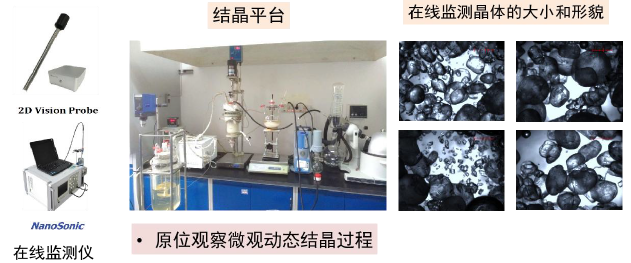 结晶平台
在线监测晶体的大小和形貌
2D Vision Probe
NanoSonic
在线监测仪
• 原位观察微观动态结晶过程